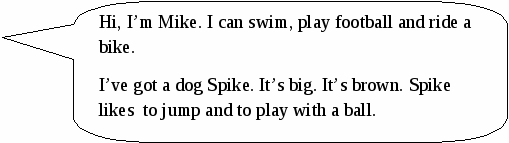 Hi, I’m Mike. I can swim, play football and ride a
bike.
I’ve got a dog Spike. It’s big. It’s brown. Spike
likes  to jump and to play with a ball.